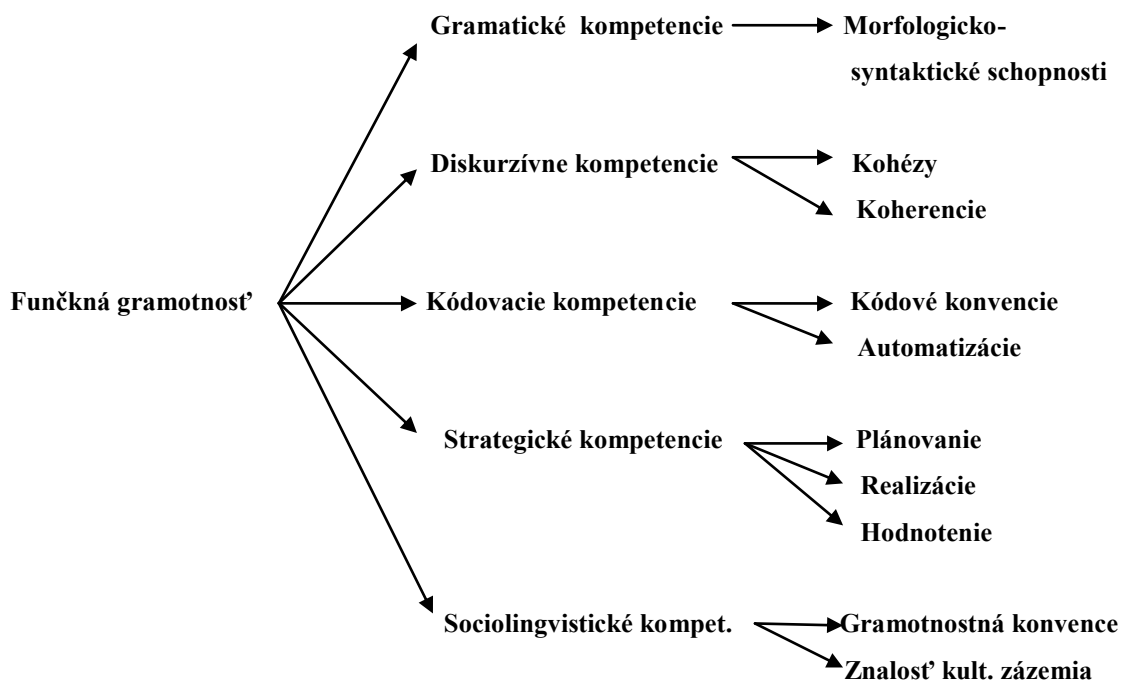 Gramatické kompetencie
Morfologicko-
syntaktické schopnosti
Diskurzívne kompetencie
Kohézy
Koherencie
Funčkná gramotnosť
Kódovacie kompetencie
Kódové konvencie
Automatizácie
Strategické kompetencie
Plánovanie
Realizácie
Hodnotenie
Sociolingvistické kompet.
Gramotnostná konvence
Znalosť kult. zázemia